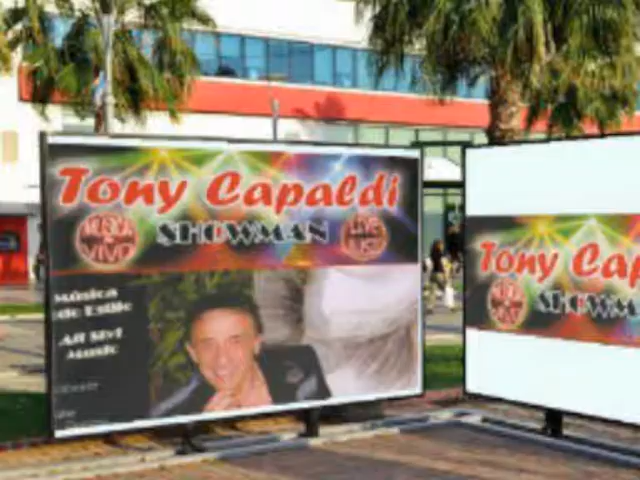 Tony Capaldi
MUSICA
VIVO
SHOWMAN
LIVE
MUSIC
Música
de Estilo
All Styl
Music
Tony Cap
SHOWM